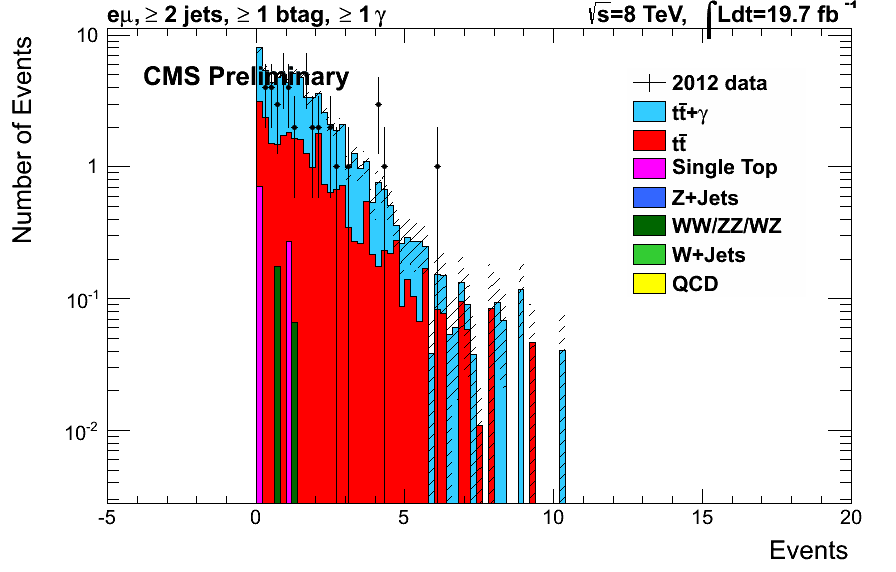 eμ, ≥ 2 jets, ≥ 1 btag, ≥ 1 γ
√s=8 TeV, ∫Ldt=19.7 fb⁻¹
CMS Preliminary
Number of Events
10
1
10⁻¹
10⁻²
2012 data
tt̄+γ
tt̄
Single Top
Z+Jets
WW/ZZ/WZ
W+Jets
QCD
-5 0 5 10 15 20
Events